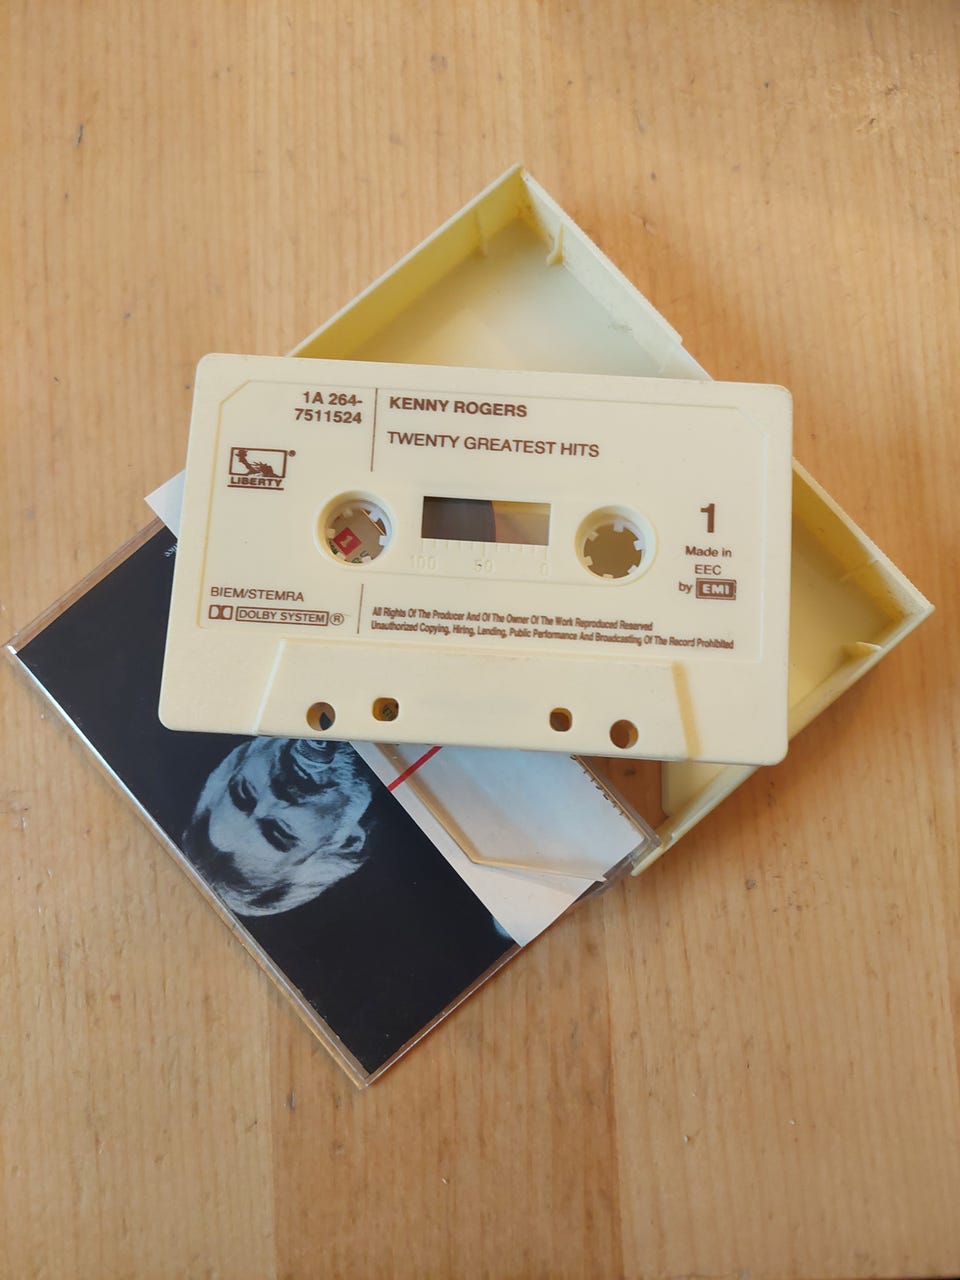 1A 264-
7511524
KENNY ROGERS
TWENTY GREATEST HITS
LIBERTY ®
1
Made in
EEC
by EMI
100 50 0
BIEM/STEMRA
DOLBY SYSTEM ®
All Rights Of The Producer And Of The Owner Of The Work Reproduced Reserved
Unauthorized Copying, Hiring, Lending, Public Performance And Broadcasting Of The Record Prohibited